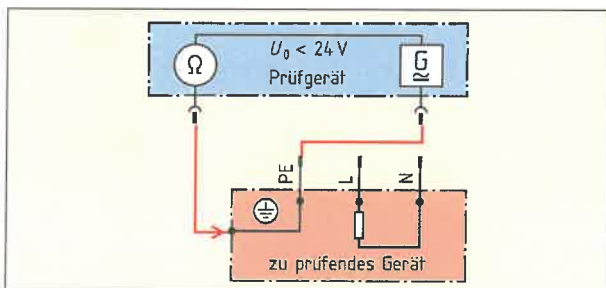 U₀ < 24 V
Ω
G
Prüfgerät
PE
L
N
zu prüfendes Gerät